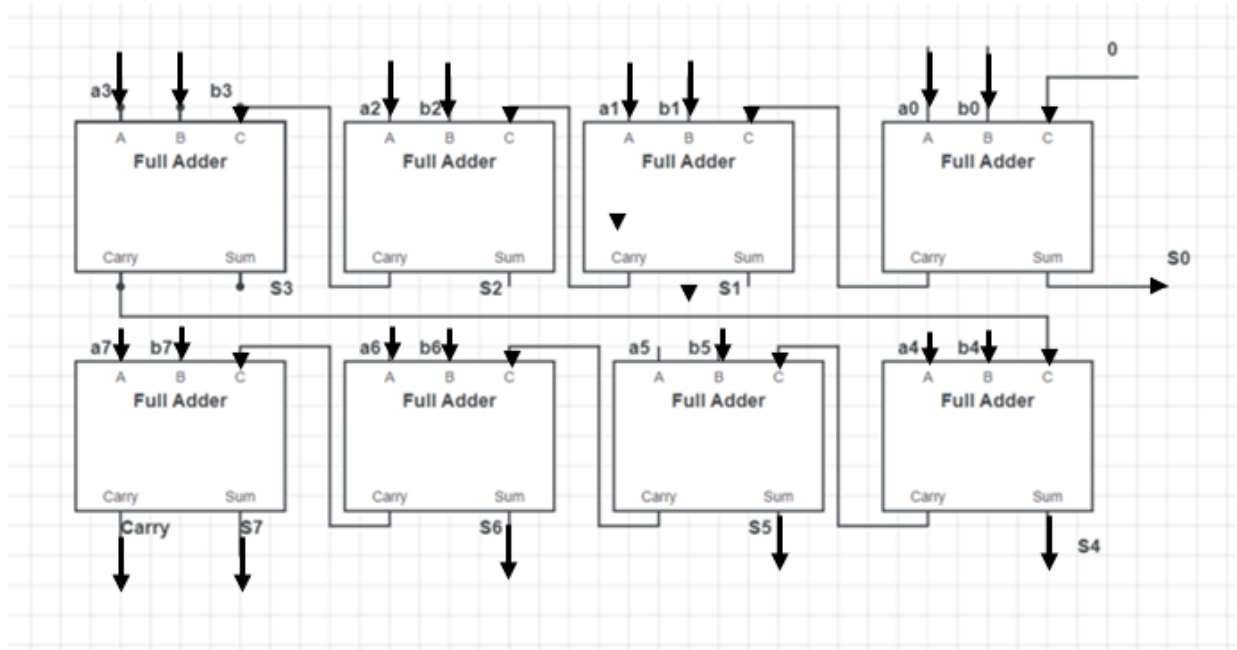 0
a3 b3 a2 b2 a1 b1 a0 b0
A B C A B C A B C A B C
Full Adder Full Adder Full Adder Full Adder
Carry Sum Carry Sum Carry Sum Carry Sum
S0
S3 S2 S1
a7 b7 a6 b6 a5 b5 a4 b4
A B C A B C A B C A B C
Full Adder Full Adder Full Adder Full Adder
Carry Sum Carry Sum Carry Sum Carry Sum
Carry S7 S6 S5
S4